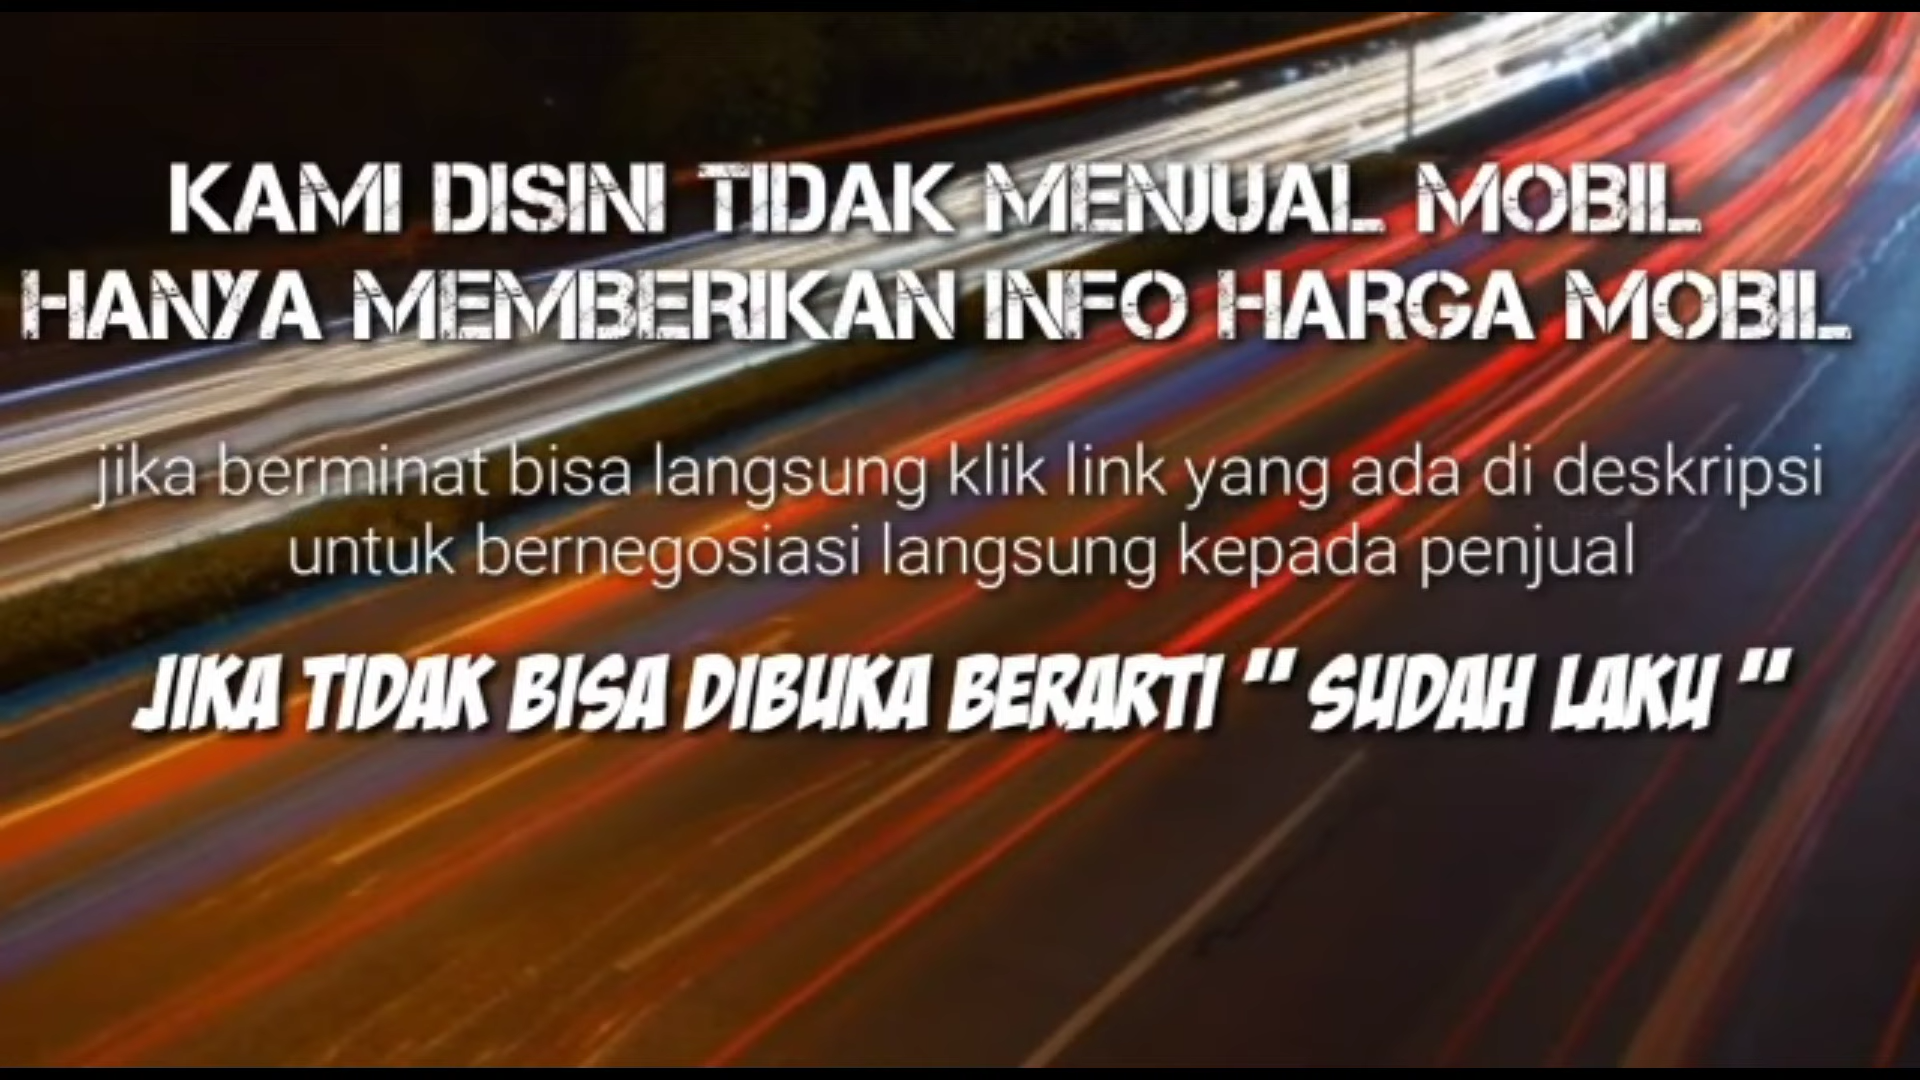 KAMI DISINI TIDAK MENJUAL MOBIL
HANYA MEMBERIKAN INFO HARGA MOBIL
jika berminat bisa langsung klik link yang ada di deskripsi
untuk bernegosiasi langsung kepada penjual
JIKA TIDAK BISA DIBUKA BERARTI " SUDAH LAKU "